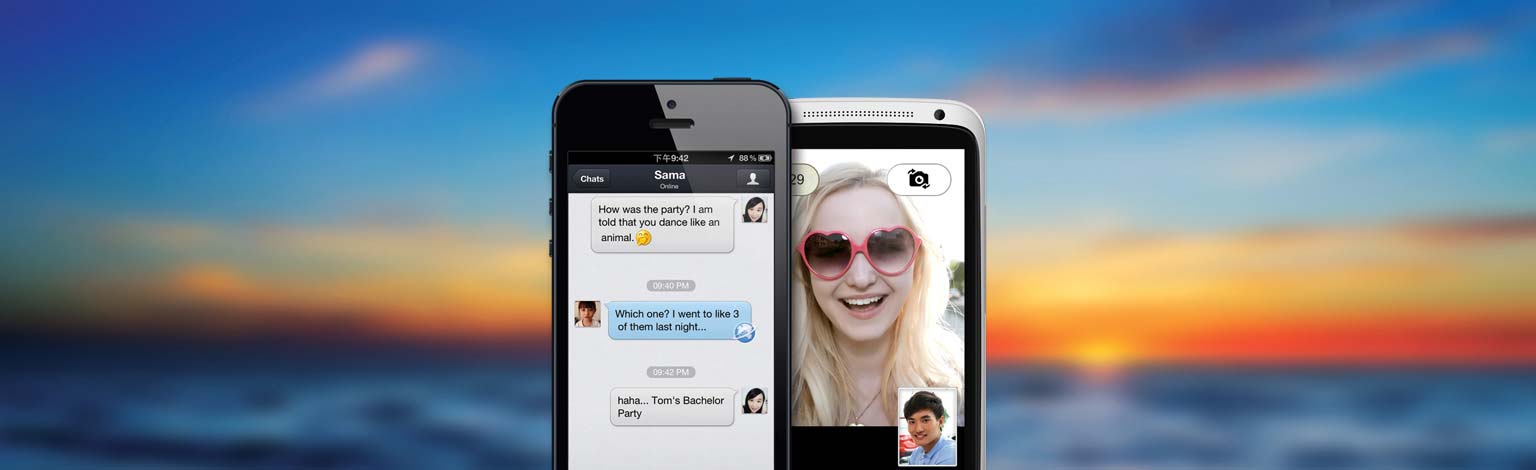 下午9:42
88%
Chats
Sama
Online
How was the party? I am
told that you dance like an
animal.
09:40 PM
Which one? I went to like 3
of them last night...
09:42 PM
haha... Tom's Bachelor
Party
29